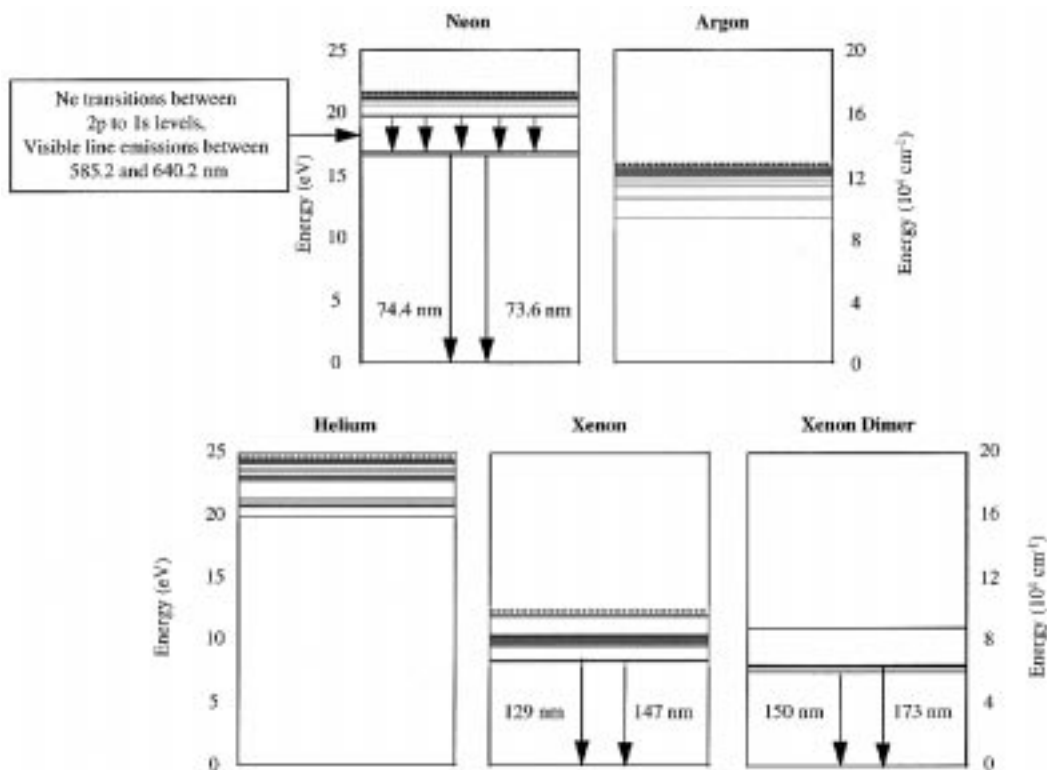 Neon
Argon
Ne transitions between
2p to 1s levels,
Visible line emissions between
585.2 and 640.2 nm
Energy (eV)
25
20
15
10
5
0
74.4 nm
73.6 nm
20
16
12
8
4
0
Energy (10⁴ cm⁻¹)
Helium
Xenon
Xenon Dimer
Energy (eV)
25
20
15
10
5
0
129 nm
147 nm
150 nm
173 nm
20
16
12
8
4
0
Energy (10⁴ cm⁻¹)